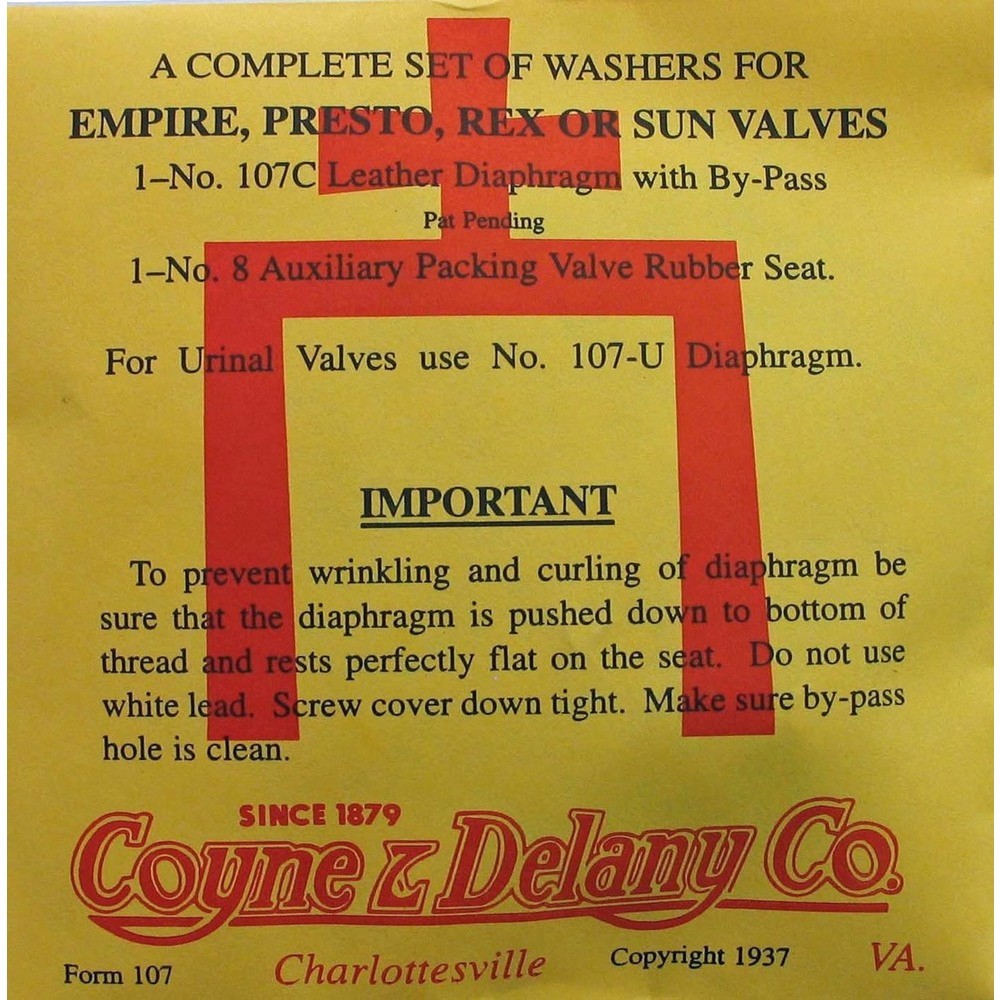 A COMPLETE SET OF WASHERS FOR
EMPIRE, PRESTO, REX OR SUN VALVES
1–No. 107C Leather Diaphragm with By-Pass
Pat Pending
1–No. 8 Auxiliary Packing Valve Rubber Seat.
For Urinal Valves use No. 107-U Diaphragm.
IMPORTANT
To prevent wrinkling and curling of diaphragm be
sure that the diaphragm is pushed down to bottom of
thread and rests perfectly flat on the seat. Do not use
white lead. Screw cover down tight. Make sure by-pass
hole is clean.
SINCE 1879
Coyne & Delany Co.
Form 107 Charlottesville Copyright 1937 VA.